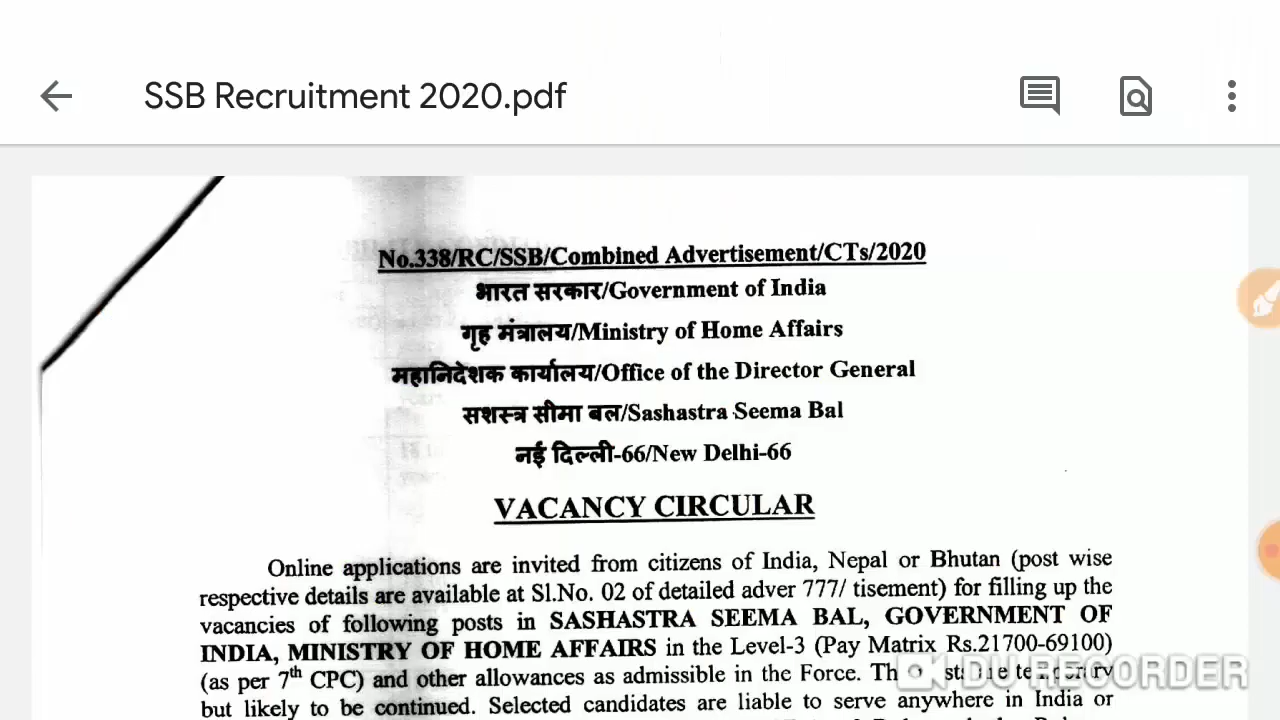 SSB Recruitment 2020.pdf
No.338/RC/SSB/Combined Advertisement/CTs/2020
भारत सरकार/Government of India
गृह मंत्रालय/Ministry of Home Affairs
महानिदेशक कार्यालय/Office of the Director General
सशस्त्र सीमा बल/Sashastra Seema Bal
नई दिल्ली-66/New Delhi-66
VACANCY CIRCULAR
Online applications are invited from citizens of India, Nepal or Bhutan (post wise
respective details are available at Sl.No. 02 of detailed adver 777/ tisement) for filling up the
vacancies of following posts in SASHASTRA SEEMA BAL, GOVERNMENT OF
INDIA, MINISTRY OF HOME AFFAIRS in the Level-3 (Pay Matrix Rs.21700-69100)
(as per 7th CPC) and other allowances as admissible in the Force.
but likely to be continued. Selected candidates are liable to serve anywhere in India or
DU RECORDER